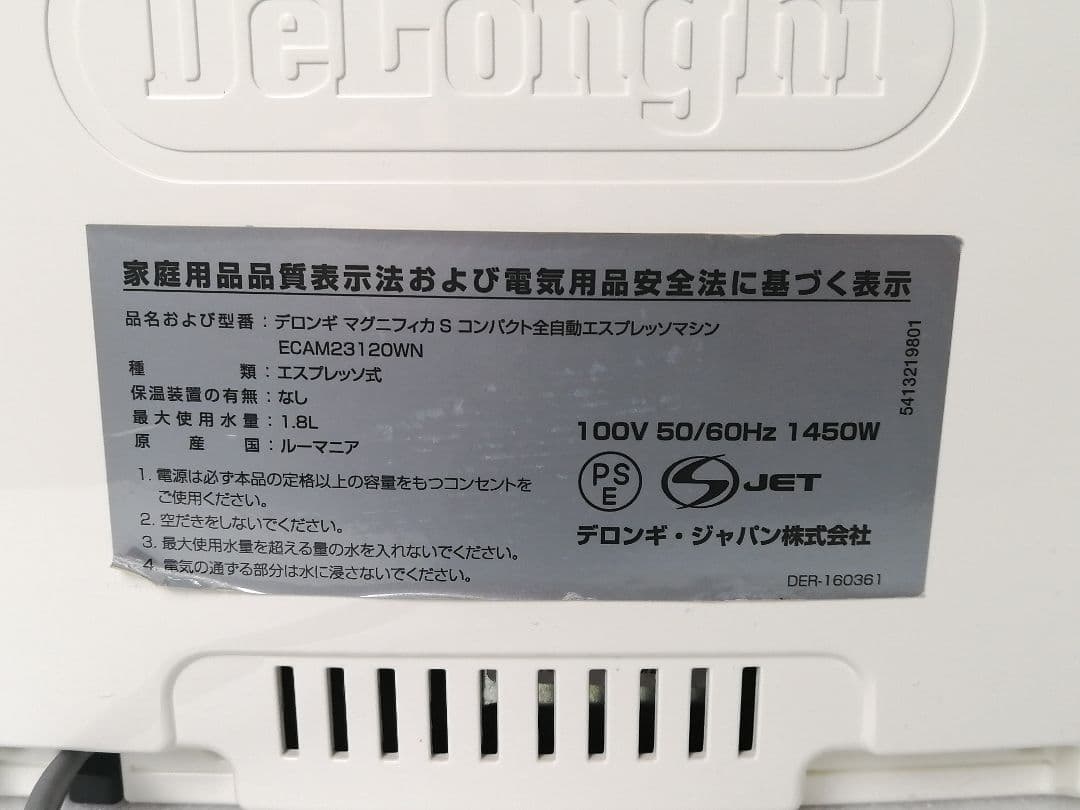 DeLonghi
家庭用品品質表示法および電気用品安全法に基づく表示
品名および型番：デロンギ マグニフィカ S コンパクト全自動エスプレッソマシン
ECAM23120WN
種類：エスプレッソ式
保温装置の有無：なし
最大使用水量：1.8L
原産国：ルーマニア
1. 電源は必ず本品の定格以上の容量をもつコンセントを
ご使用ください。
2. 空だきをしないでください。
3. 最大使用水量を超える量の水を入れないでください。
4. 電気の通ずる部分は水に浸さないでください。
100V 50/60Hz 1450W
PS
E
S JET
デロンギ・ジャパン株式会社
DER-160361
5413219801